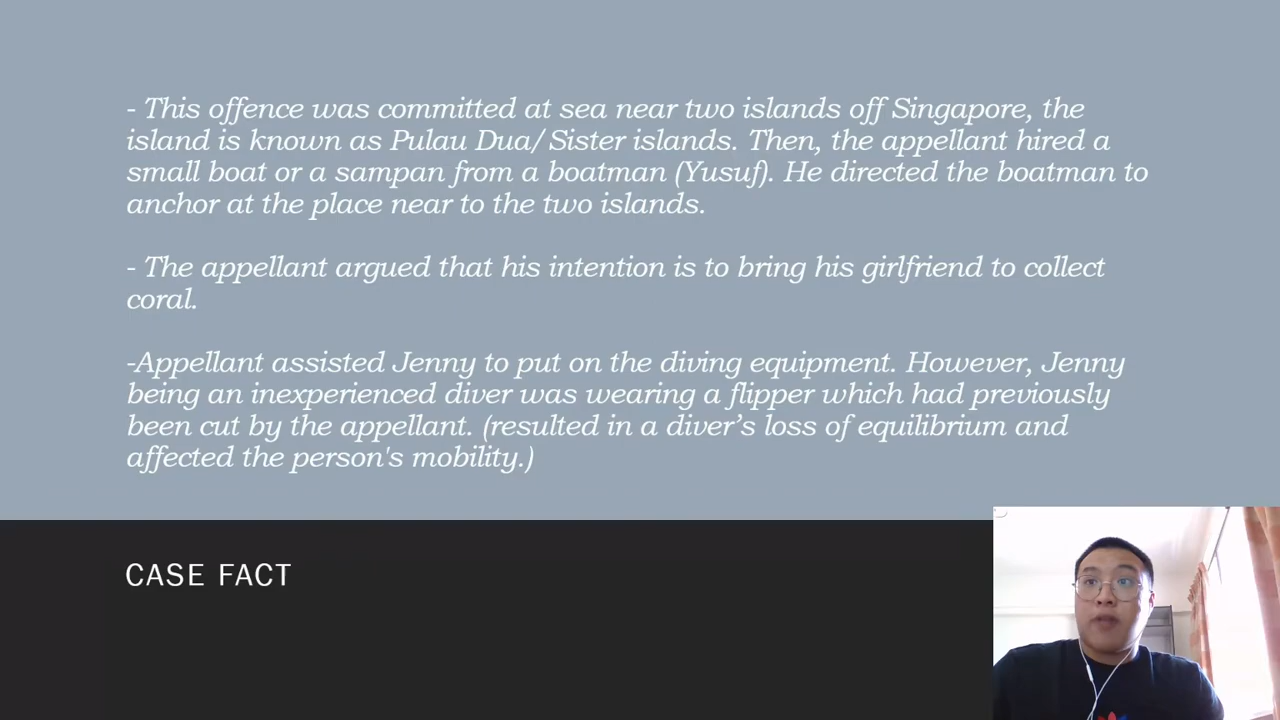 - This offence was committed at sea near two islands off Singapore, the
island is known as Pulau Dua/ Sister islands. Then, the appellant hired a
small boat or a sampan from a boatman (Yusuf). He directed the boatman to
anchor at the place near to the two islands.
- The appellant argued that his intention is to bring his girlfriend to collect
coral.
-Appellant assisted Jenny to put on the diving equipment. However, Jenny
being an inexperienced diver was wearing a flipper which had previously
been cut by the appellant. (resulted in a diver’s loss of equilibrium and
affected the person's mobility.)
CASE FACT